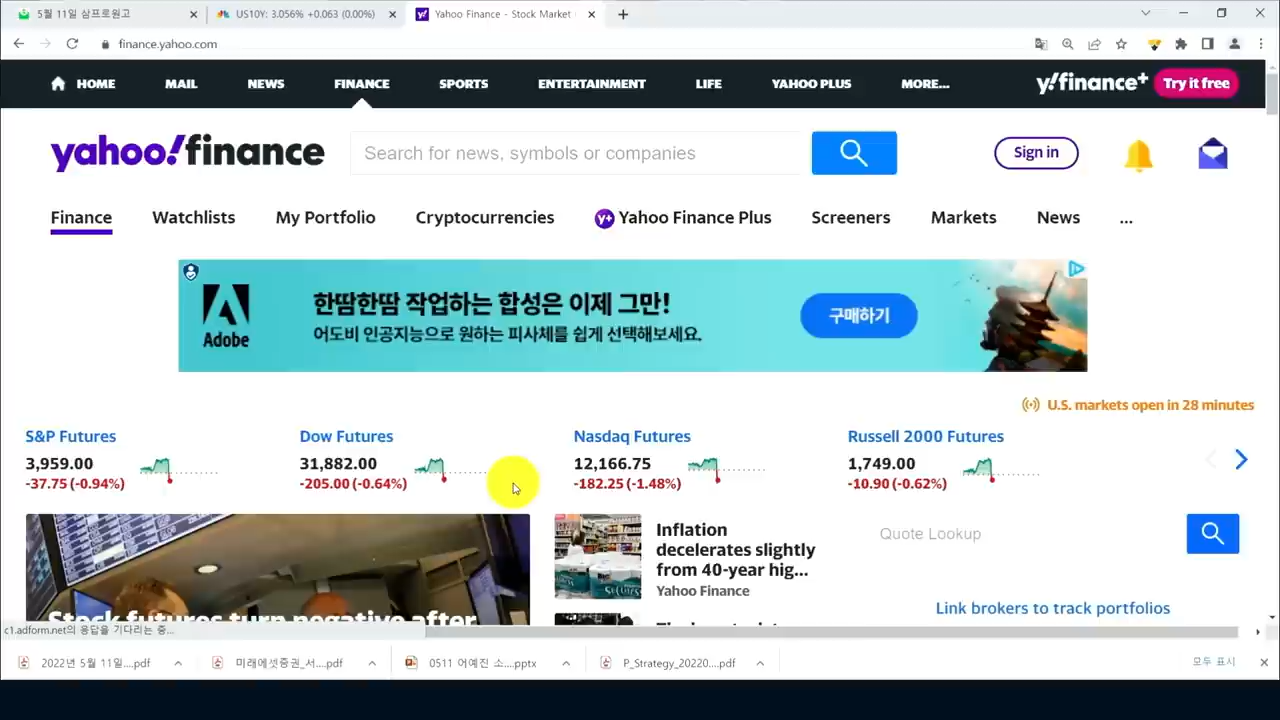 5월 11일 삼프로원고
US10Y: 3.056% +0.063 (0.00%)
Yahoo Finance - Stock Market
finance.yahoo.com
HOME MAIL NEWS FINANCE SPORTS ENTERTAINMENT LIFE YAHOO PLUS MORE... y!finance+ Try it free
yahoo!finance Search for news, symbols or companies Sign in
Finance Watchlists My Portfolio Cryptocurrencies y+ Yahoo Finance Plus Screeners Markets News ...
한땀한땀 작업하는 합성은 이제 그만!
어도비 인공지능으로 원하는 피사체를 쉽게 선택해보세요.
Adobe
구매하기
U.S. markets open in 28 minutes
S&P Futures Dow Futures Nasdaq Futures Russell 2000 Futures
3,959.00 31,882.00 12,166.75 1,749.00
-37.75 (-0.94%) -205.00 (-0.64%) -182.25 (-1.48%) -10.90 (-0.62%)
Stock futures turn negative after
Inflation
decelerates slightly
from 40-year hig...
Yahoo Finance
Quote Lookup
Link brokers to track portfolios
c1.adform.net의 응답을 기다리는 중...
2022년 5월 11일....pdf 미래에셋증권_서....pdf 0511 어예진 소....pptx P_Strategy_20220....pdf 모두 표시